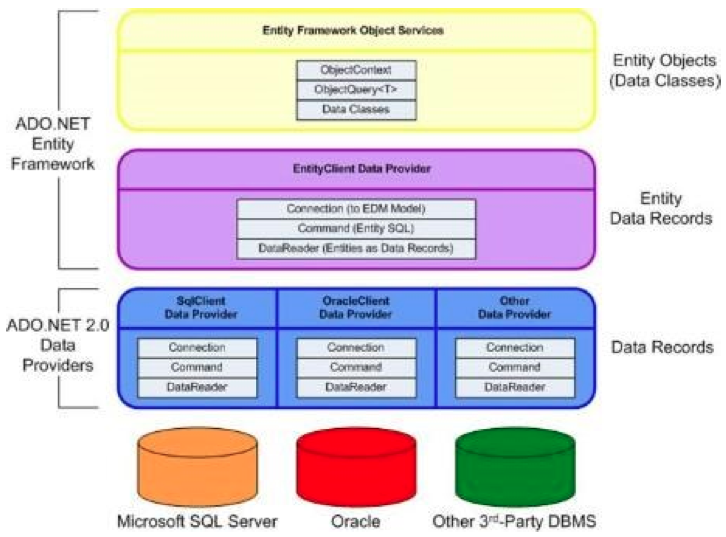 Entity Framework Object Services
ObjectContext
ObjectQuery<T>
Data Classes
Entity Objects
(Data Classes)
ADO.NET
Entity
Framework
EntityClient Data Provider
Connection (to EDM Model)
Command (Entity SQL)
DataReader (Entities as Data Records)
Entity
Data Records
ADO.NET 2.0
Data
Providers
SqlClient
Data Provider
Connection
Command
DataReader
OracleClient
Data Provider
Connection
Command
DataReader
Other
Data Provider
Connection
Command
DataReader
Data Records
Microsoft SQL Server
Oracle
Other 3rd-Party DBMS